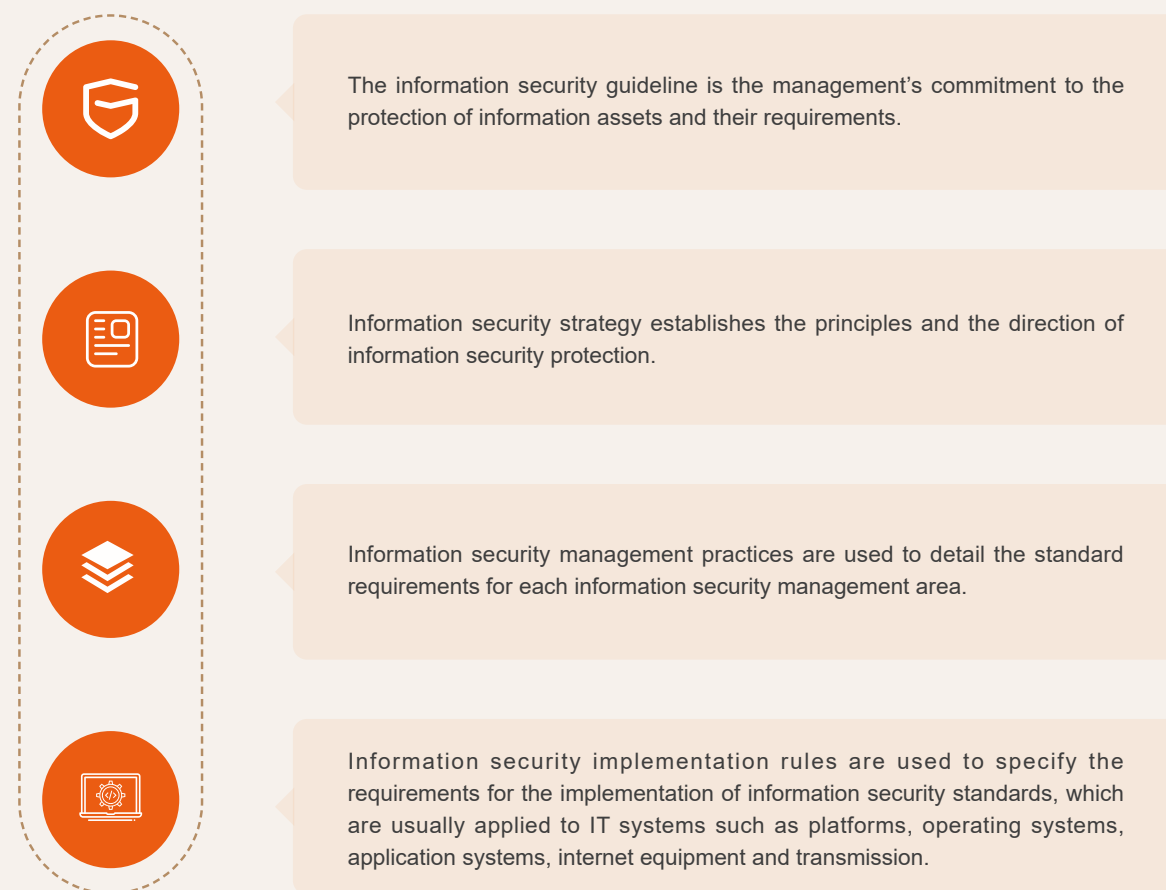 The information security guideline is the management’s commitment to the
protection of information assets and their requirements.
Information security strategy establishes the principles and the direction of
information security protection.
Information security management practices are used to detail the standard
requirements for each information security management area.
Information security implementation rules are used to specify the
requirements for the implementation of information security standards, which
are usually applied to IT systems such as platforms, operating systems,
application systems, internet equipment and transmission.